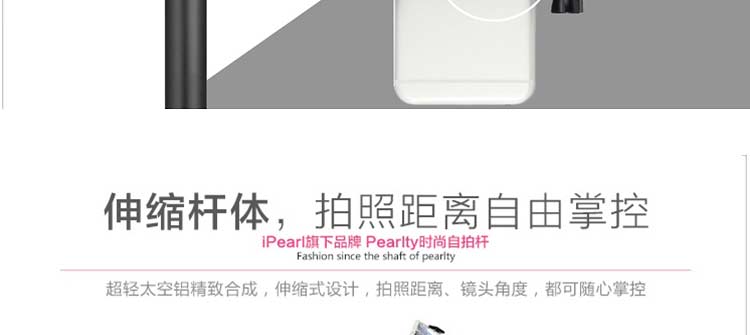 伸缩杆体，拍照距离自由掌控
iPearl旗下品牌 Pearlty时尚自拍杆
Fashion since the shaft of pearlty
超轻太空铝精致合成，伸缩式设计，拍照距离、镜头角度，都可随心掌控